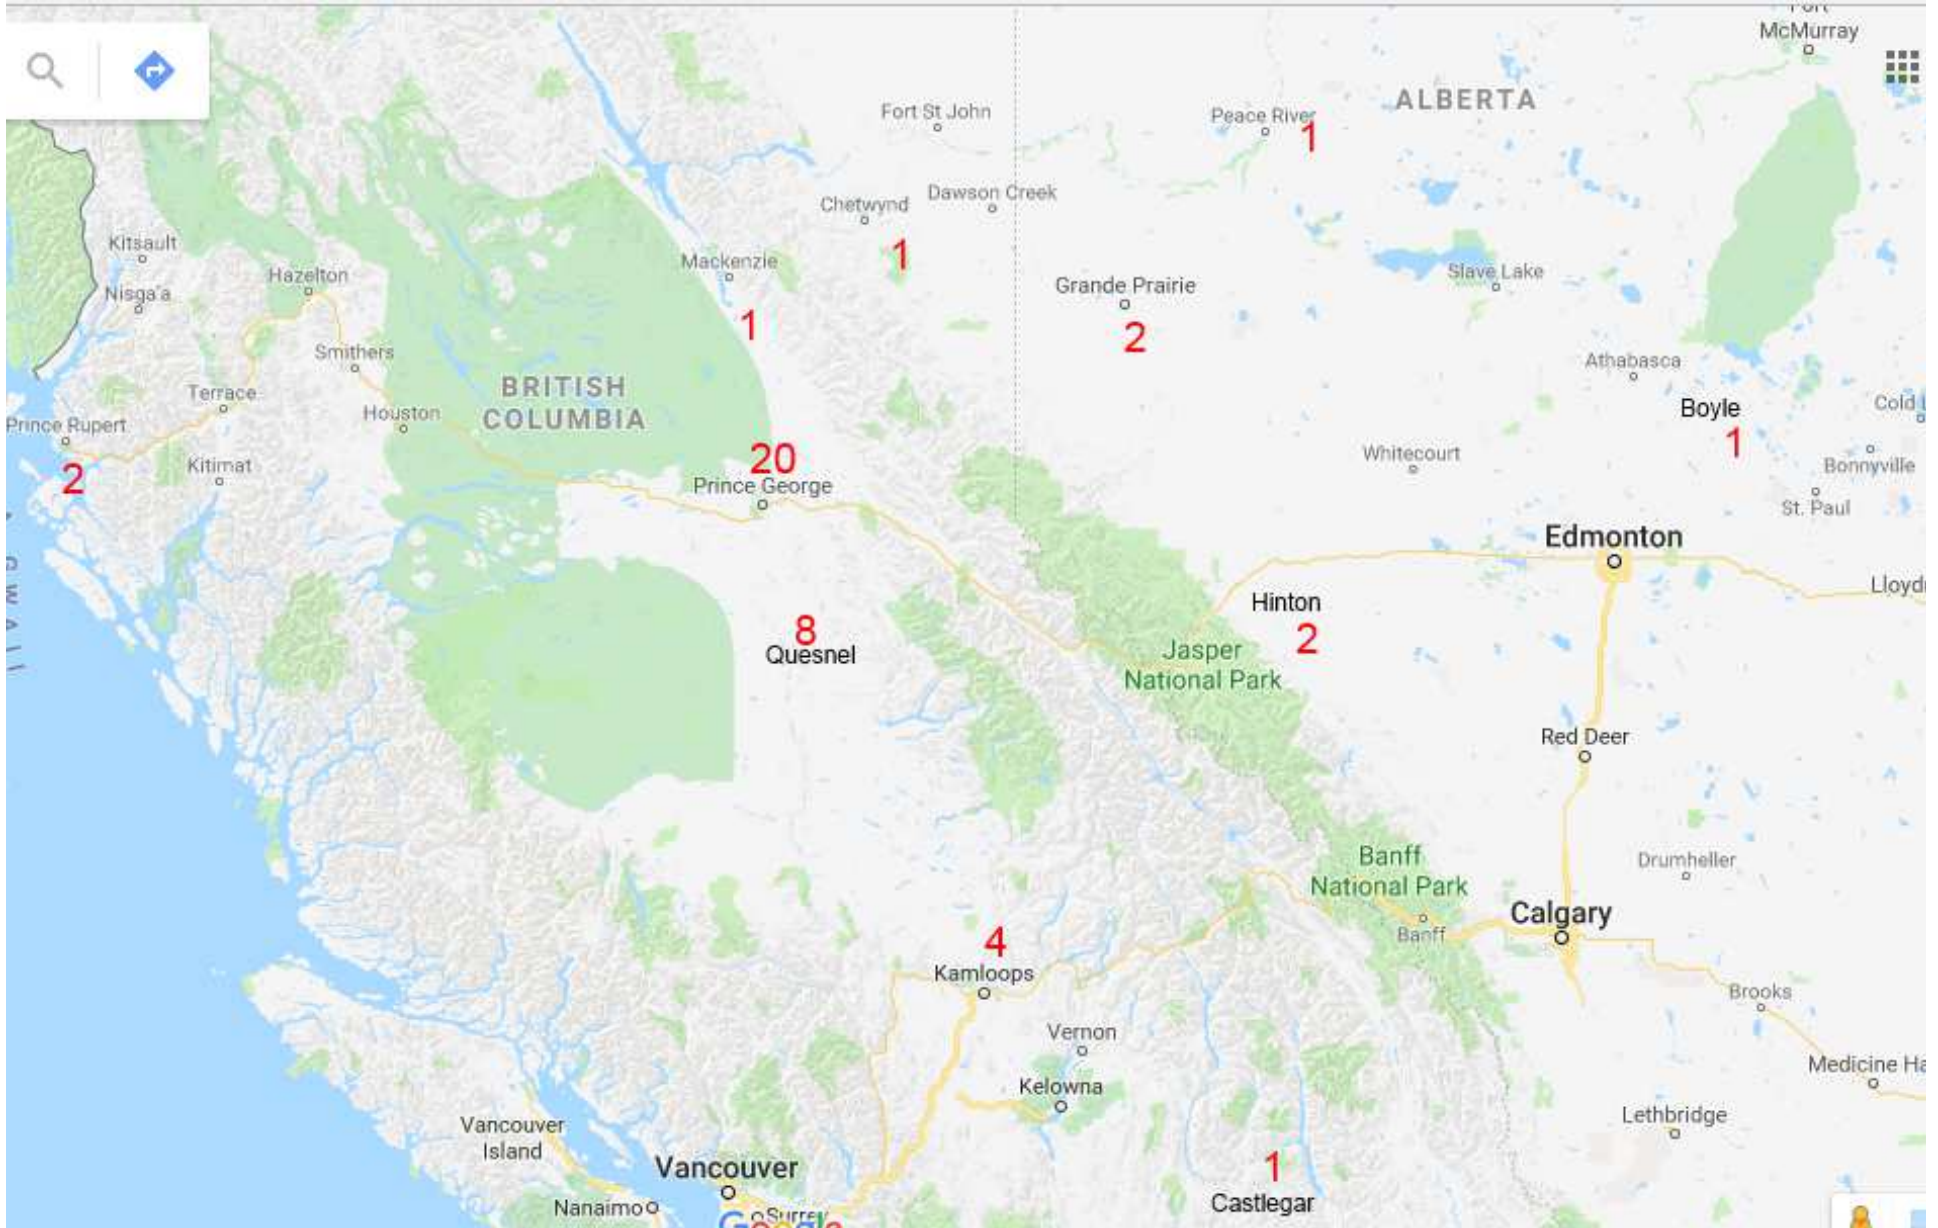 McMurray
ALBERTA
Fort St John
Peace River
1
Dawson Creek
Chetwynd
1
Kitsault
Hazelton
Mackenzie
Slave Lake
Nisga'a
Grande Prairie
1
2
Smithers
Athabasca
BRITISH
COLUMBIA
Terrace
Houston
Boyle
Cold L
Prince Rupert
1
2
Kitimat
20
Prince George
Whitecourt
Bonnyville
St. Paul
Edmonton
Lloyd
Hinton
2
8
Quesnel
Jasper
National Park
Red Deer
Banff
National Park
Drumheller
Calgary
Banff
4
Kamloops
Brooks
Vernon
Medicine Ha
Kelowna
Lethbridge
Vancouver
Island
Vancouver
1
Castlegar
Nanaimo
Surrey
Google